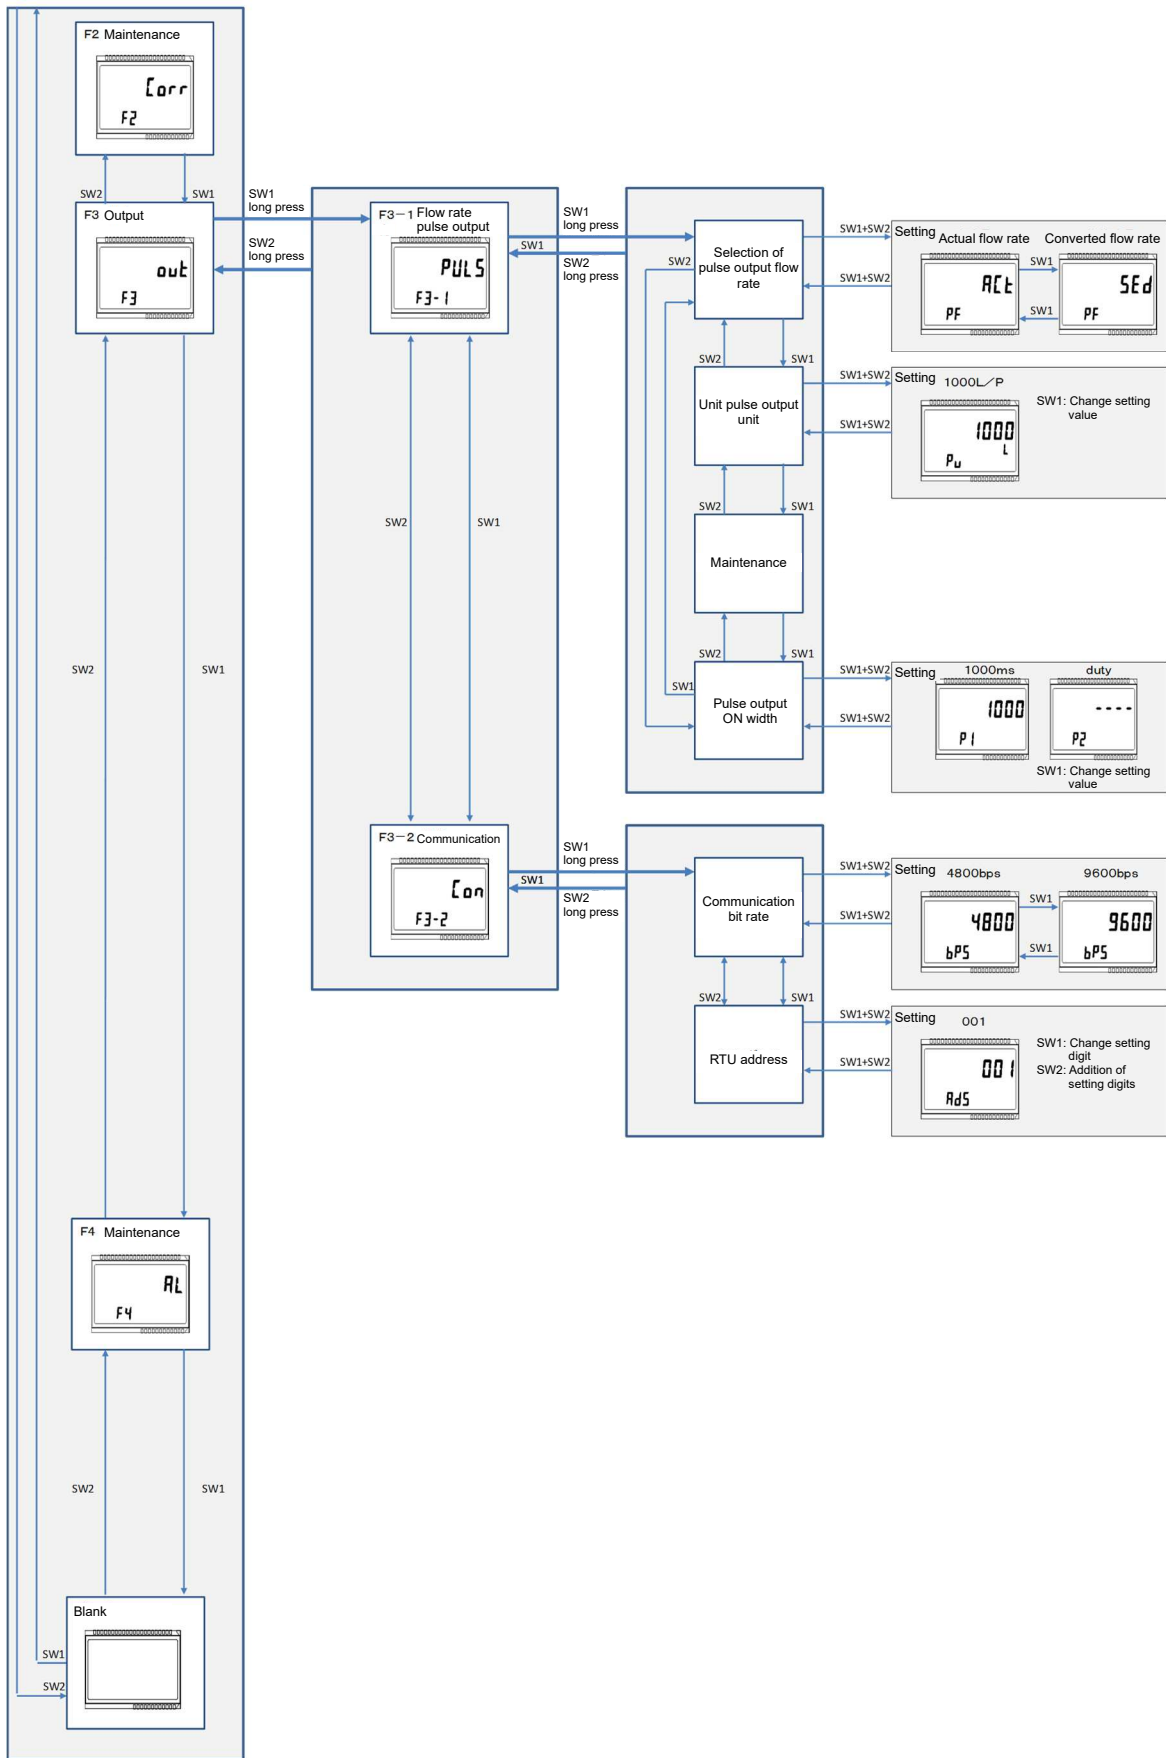 F2 Maintenance
Corr
F2
SW2
SW1
F3 Output
out
F3
SW1
long press
SW2
long press
F3-1 Flow rate
pulse output
PULS
F3-1
SW1
long press
SW1
SW2
long press
SW2
Selection of
pulse output flow
rate
SW1+SW2
SW1+SW2
Setting
Actual flow rate
Converted flow rate
ACt
PF
SW1
SW1
SEd
PF
SW2
SW1
Unit pulse output
unit
SW1+SW2
SW1+SW2
Setting
1000L/P
1000
L
Pu
SW1: Change setting
value
SW2
SW1
SW2
SW1
Maintenance
SW2
SW1
SW2
SW1
SW1
Pulse output
ON width
SW1+SW2
SW1+SW2
Setting
1000ms
duty
1000
P1
----
P2
SW1: Change setting
value
F3-2 Communication
Con
F3-2
SW1
long press
SW1
SW2
long press
Communication
bit rate
SW1+SW2
SW1+SW2
Setting
4800bps
9600bps
4800
bPS
SW1
SW1
9600
bPS
SW2
SW1
RTU address
SW1+SW2
SW1+SW2
Setting
001
001
AdS
SW1: Change setting
digit
SW2: Addition of
setting digits
F4 Maintenance
AL
F4
SW2
SW1
Blank
SW1
SW2